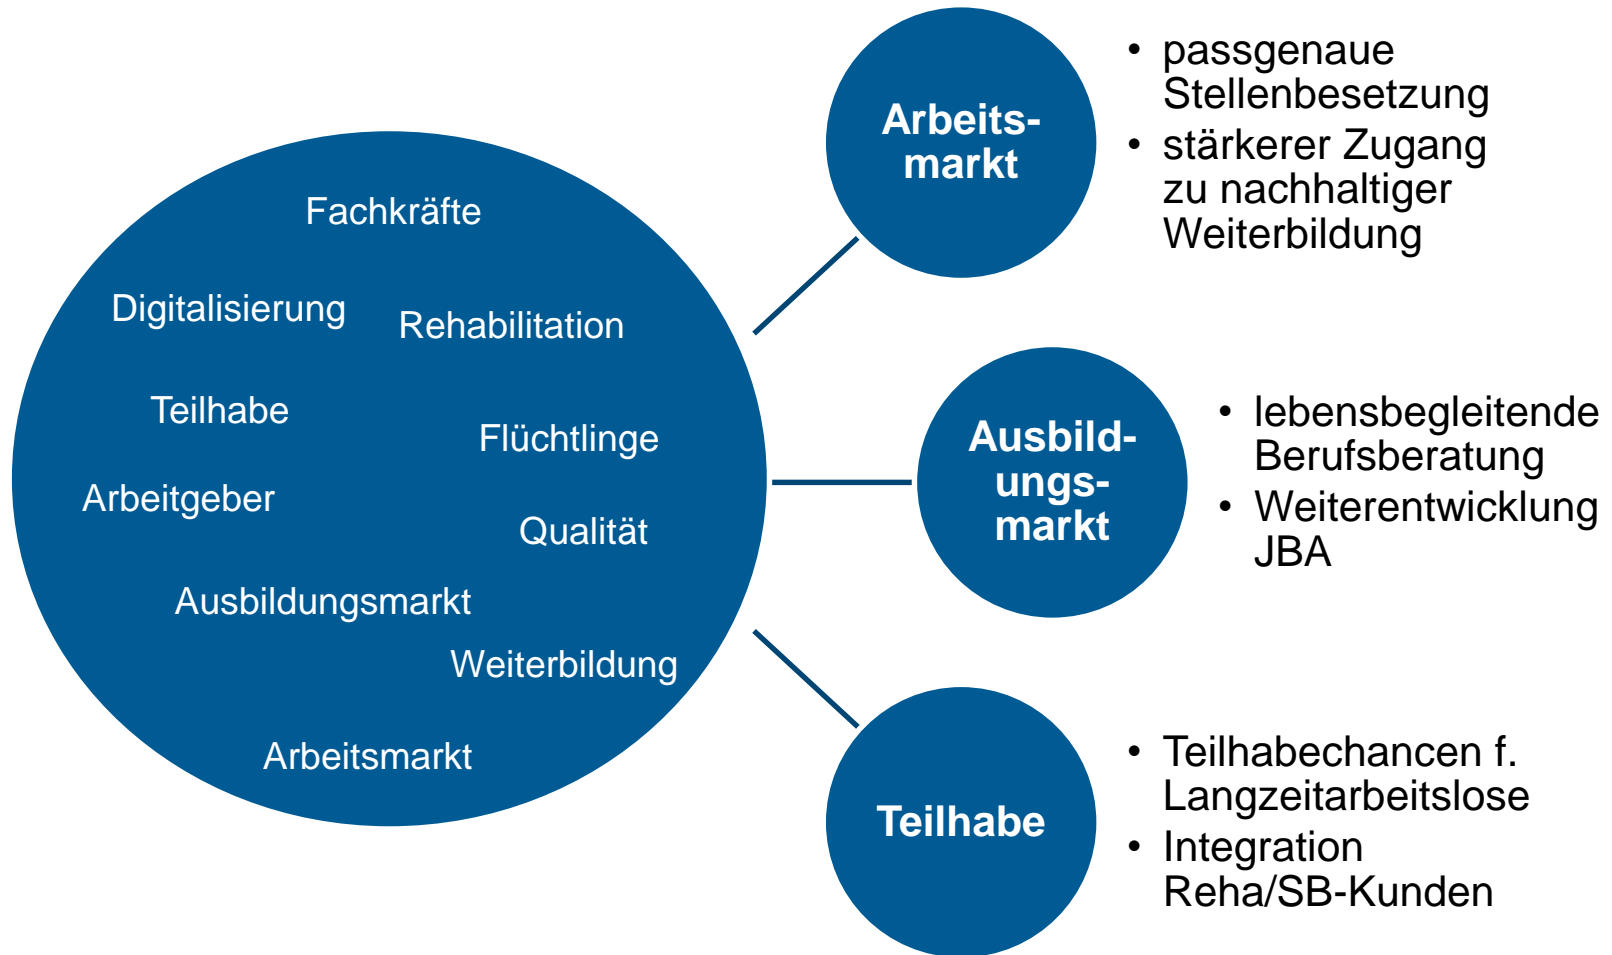 Fachkräfte
Digitalisierung
Rehabilitation
Teilhabe
Flüchtlinge
Arbeitgeber
Qualität
Ausbildungsmarkt
Weiterbildung
Arbeitsmarkt
Arbeits-
markt
• passgenaue
Stellenbesetzung
• stärkerer Zugang
zu nachhaltiger
Weiterbildung
Ausbild-
ungs-
markt
• lebensbegleitende
Berufsberatung
• Weiterentwicklung
JBA
Teilhabe
• Teilhabechancen f.
Langzeitarbeitslose
• Integration
Reha/SB-Kunden